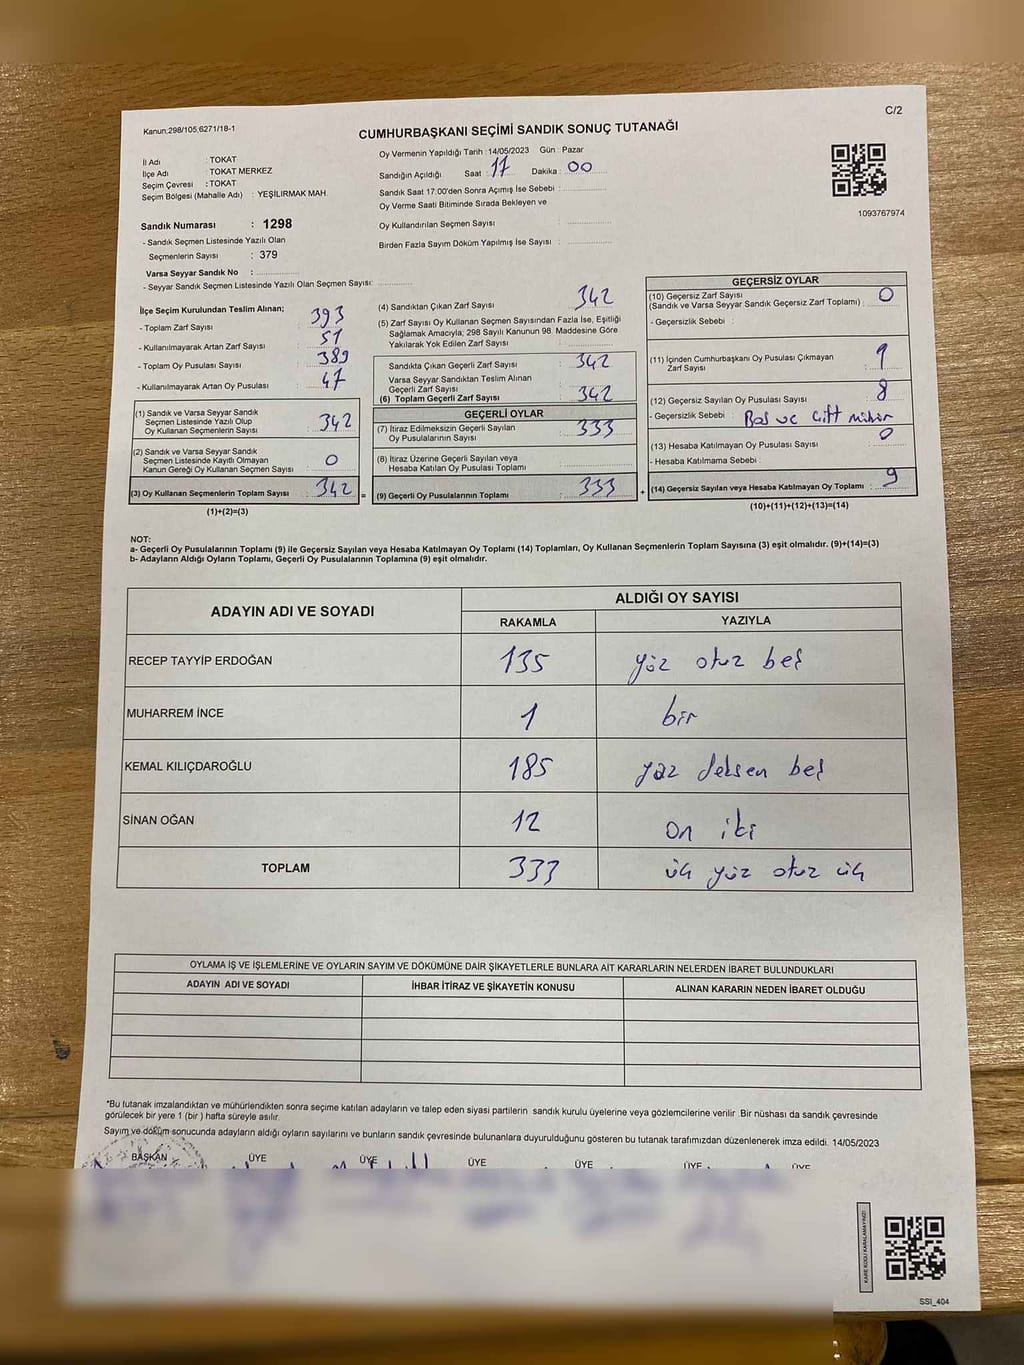 C/2
Kanun;298/105;6271/18-1
CUMHURBAŞKANI SEÇİMİ SANDIK SONUÇ TUTANAĞI
İl Adı : TOKAT
İlçe Adı : TOKAT MERKEZ
Seçim Çevresi : TOKAT
Seçim Bölgesi (Mahalle Adı) : YEŞİLIRMAK MAH.
Sandık Numarası : 1298
- Sandık Seçmen Listesinde Yazılı Olan
Seçmenlerin Sayısı : 379
Varsa Seyyar Sandık No :
- Seyyar Sandık Seçmen Listesinde Yazılı Olan Seçmen Sayısı:
Oy Vermenin Yapıldığı Tarih : 14/05/2023 Gün : Pazar
Sandığın Açıldığı Saat : 17 Dakika : 00
Sandık Saat 17.00'den Sonra Açımış İse Sebebi :
Oy Verme Saati Bitiminde Sırada Bekleyen ve
Oy Kullandırılan Seçmen Sayısı :
Birden Fazla Sayım Döküm Yapılmış İse Sayısı :
1093767974
İlçe Seçim Kurulundan Teslim Alınan;
- Toplam Zarf Sayısı : 393
- Kullanılmayarak Artan Zarf Sayısı : 51
- Toplam Oy Pusulası Sayısı : 389
- Kullanılmayarak Artan Oy Pusulası : 47
(1) Sandık ve Varsa Seyyar Sandık
Seçmen Listesinde Yazılı Olup
Oy Kullanan Seçmenlerin Sayısı : 342
(2) Sandık ve Varsa Seyyar Sandık
Seçmen Listesinde Kayıtlı Olmayan
Kanun Gereği Oy Kullanan Seçmen Sayısı : 0
(3) Oy Kullanan Seçmenlerin Toplam Sayısı : 342 =
(1)+(2)=(3)
(4) Sandıktan Çıkan Zarf Sayısı : 342
(5) Zarf Sayısı Oy Kullanan Seçmen Sayısından Fazla İse, Eşitliği
Sağlamak Amacıyla; 298 Sayılı Kanunun 98. Maddesine Göre
Yakılarak Yok Edilen Zarf Sayısı :
Sandıkta Çıkan Geçerli Zarf Sayısı : 342
Varsa Seyyar Sandıktan Teslim Alınan
Geçerli Zarf Sayısı
(6) Toplam Geçerli Zarf Sayısı : 342
GEÇERLİ OYLAR
(7) İtiraz Edilmeksizin Geçerli Sayılan
Oy Pusulalarının Sayısı : 333
(8) İtiraz Üzerine Geçerli Sayılan veya
Hesaba Katılan Oy Pusulası Toplamı :
(9) Geçerli Oy Pusulalarının Toplamı : 333 +
GEÇERSİZ OYLAR
(10) Geçersiz Zarf Sayısı
(Sandık ve Varsa Seyyar Sandık Geçersiz Zarf Toplamı) : 0
- Geçersizlik Sebebi :
(11) İçinden Cumhurbaşkanı Oy Pusulası Çıkmayan
Zarf Sayısı : 1
(12) Geçersiz Sayılan Oy Pusulası Sayısı : 8
- Geçersizlik Sebebi : Boş ve çift mühür
(13) Hesaba Katılmayan Oy Pusulası Sayısı : 0
- Hesaba Katılmama Sebebi :
(14) Geçersiz Sayılan veya Hesaba Katılmayan Oy Toplamı : 9
(10)+(11)+(12)+(13)=(14)
NOT:
a- Geçerli Oy Pusulalarının Toplamı (9) ile Geçersiz Sayılan veya Hesaba Katılmayan Oy Toplamı (14) Toplamları, Oy Kullanan Seçmenlerin Toplam Sayısına (3) eşit olmalıdır. (9)+(14)=(3)
b- Adayların Aldığı Oyların Toplamı, Geçerli Oy Pusulalarının Toplamına (9) eşit olmalıdır.
ADAYIN ADI VE SOYADI ALDIĞI OY SAYISI
RAKAMLA YAZIYLA
RECEP TAYYİP ERDOĞAN 135 yüz otuz beş
MUHARREM İNCE 1 bir
KEMAL KILIÇDAROĞLU 185 yüz seksen beş
SİNAN OĞAN 12 on iki
TOPLAM 333 üç yüz otuz üç
OYLAMA İŞ VE İŞLEMLERİNE VE OYLARIN SAYIM VE DÖKÜMÜNE DAİR ŞİKAYETLERLE BUNLARA AİT KARARLARIN NELERDEN İBARET BULUNDUKLARI
ADAYIN ADI VE SOYADI İHBAR İTİRAZ VE ŞİKAYETİN KONUSU ALINAN KARARIN NEDEN İBARET OLDUĞU
*Bu tutanak imzalandıktan ve mühürlendikten sonra seçime katılan adayların ve talep eden siyasi partilerin sandık kurulu üyelerine veya gözlemcilerine verilir .Bir nüshası da sandık çevresinde
görülecek bir yere 1 (bir ) hafta süreyle asılır.
Sayım ve döküm sonucunda adayların aldığı oyların sayılarını ve bunların sandık çevresinde bulunanlara duyurulduğunu gösteren bu tutanak tarafımızdan düzenlenerek imza edildi. 14/05/2023
BAŞKAN ÜYE ÜYE ÜYE ÜYE ÜYE ÜYE
KARE KODU KARALAMAYINIZ!
SSI_404